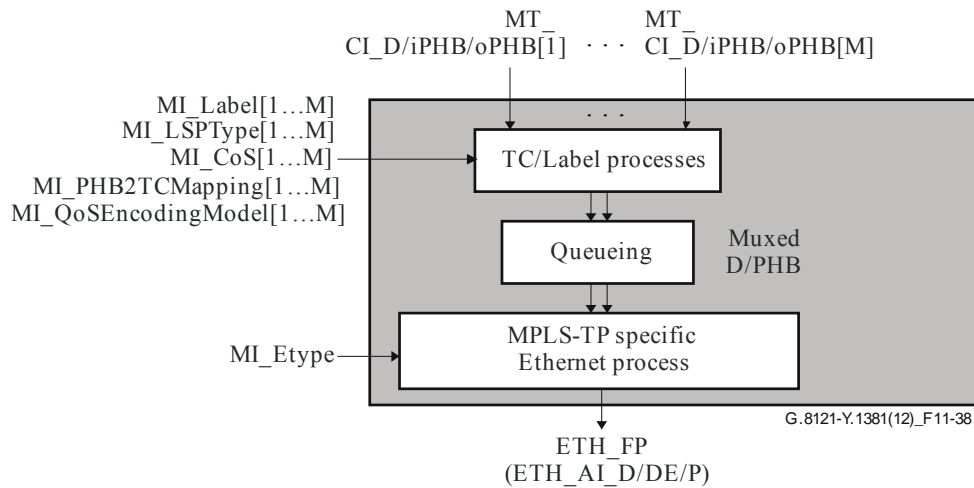 MT_ MT_
CI_D/iPHB/oPHB[1] · · · CI_D/iPHB/oPHB[M]
MI_Label[1…M]
MI_LSPType[1…M]
MI_CoS[1…M]
MI_PHB2TCMapping[1…M]
MI_QoSEncodingModel[1…M]
· · ·
TC/Label processes
Queueing
Muxed
D/PHB
MI_Etype
MPLS-TP specific
Ethernet process
G.8121-Y.1381(12)_F11-38
ETH_FP
(ETH_AI_D/DE/P)